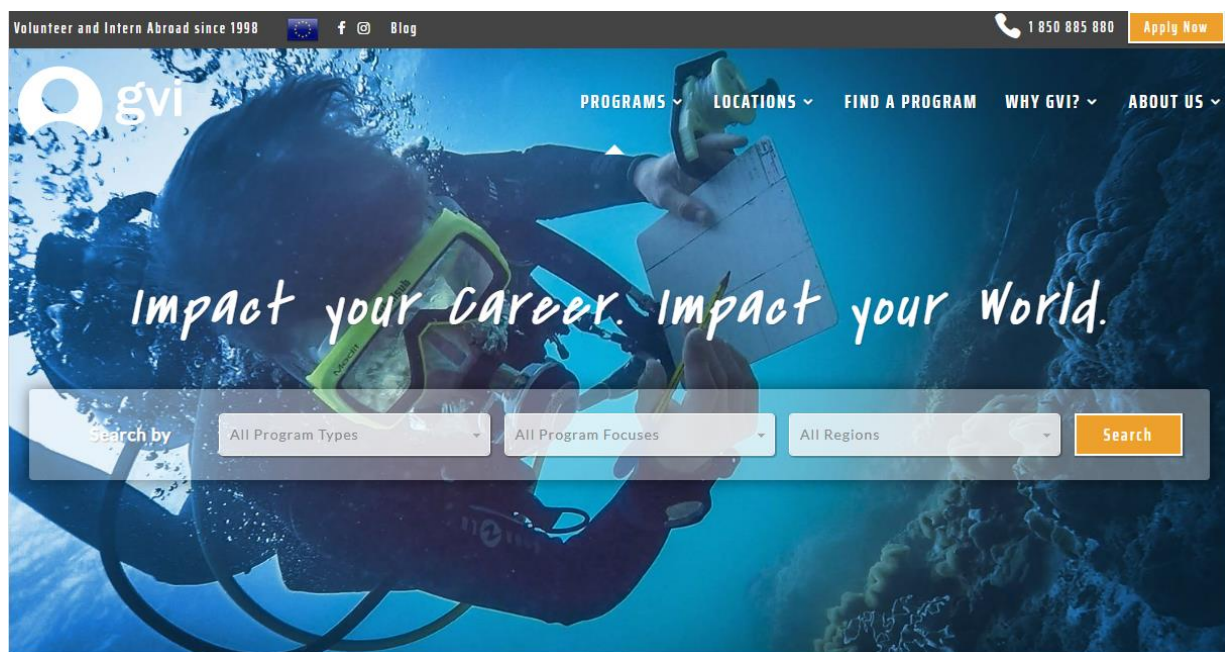 Volunteer and Intern Abroad since 1998 Blog 1 850 885 880 Apply Now
gvi
PROGRAMS LOCATIONS FIND A PROGRAM WHY GVI? ABOUT US
Impact your Career. Impact your World.
Search by All Program Types All Program Focuses All Regions Search